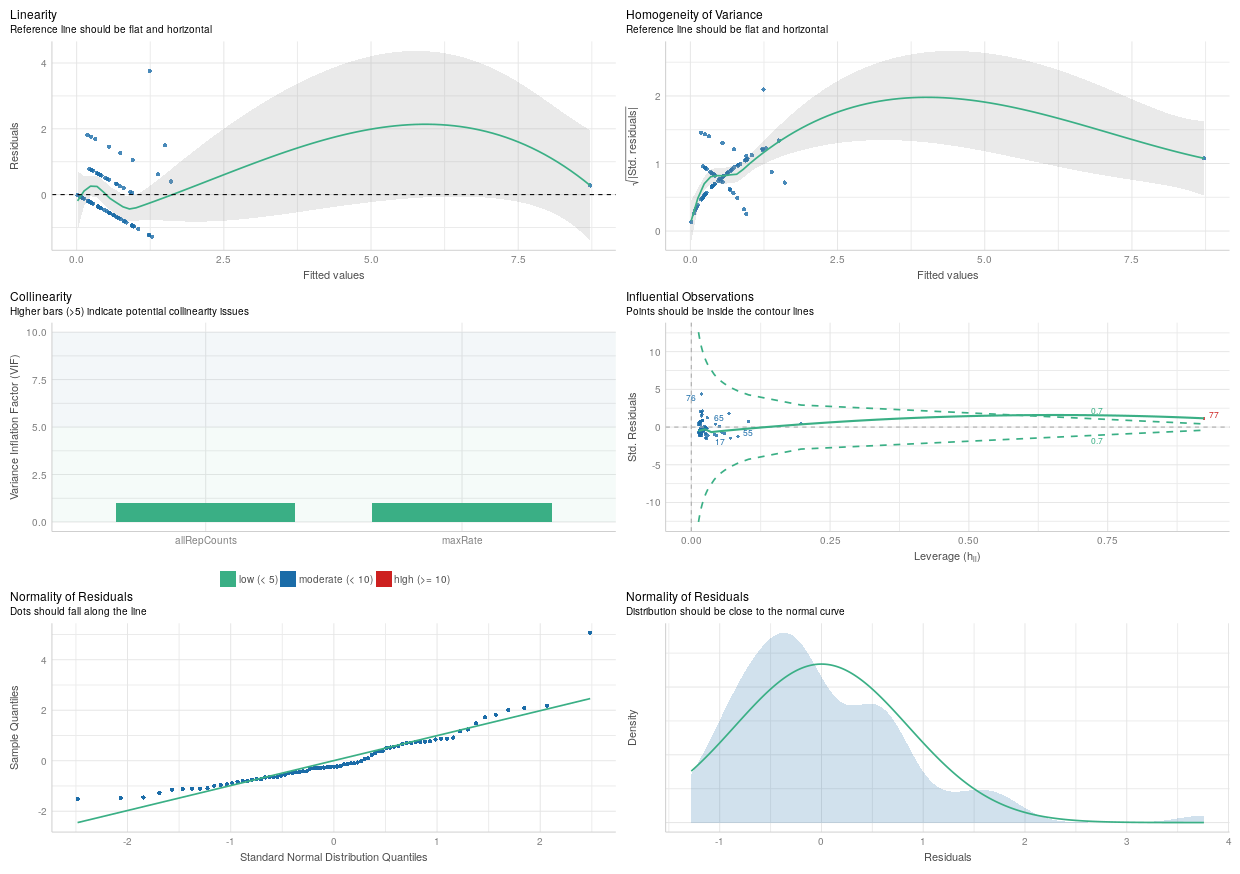 Linearity
Reference line should be flat and horizontal
Residuals
4
2
0
0.0
2.5
5.0
7.5
Fitted values
Homogeneity of Variance
Reference line should be flat and horizontal
√|Std. residuals|
2
1
0
0.0
2.5
5.0
7.5
Fitted values
Collinearity
Higher bars (>5) indicate potential collinearity issues
Variance Inflation Factor (VIF)
10.0
7.5
5.0
2.5
0.0
allRepCounts
maxRate
low (< 5)
moderate (< 10)
high (>= 10)
Influential Observations
Points should be inside the contour lines
Std. Residuals
10
5
0
-5
-10
76
65
55
17
0.7
0.7
77
0.00
0.25
0.50
0.75
Leverage (hii)
Normality of Residuals
Dots should fall along the line
Sample Quantiles
4
2
0
-2
-2
-1
0
1
2
Standard Normal Distribution Quantiles
Normality of Residuals
Distribution should be close to the normal curve
Density
-1
0
1
2
3
4
Residuals